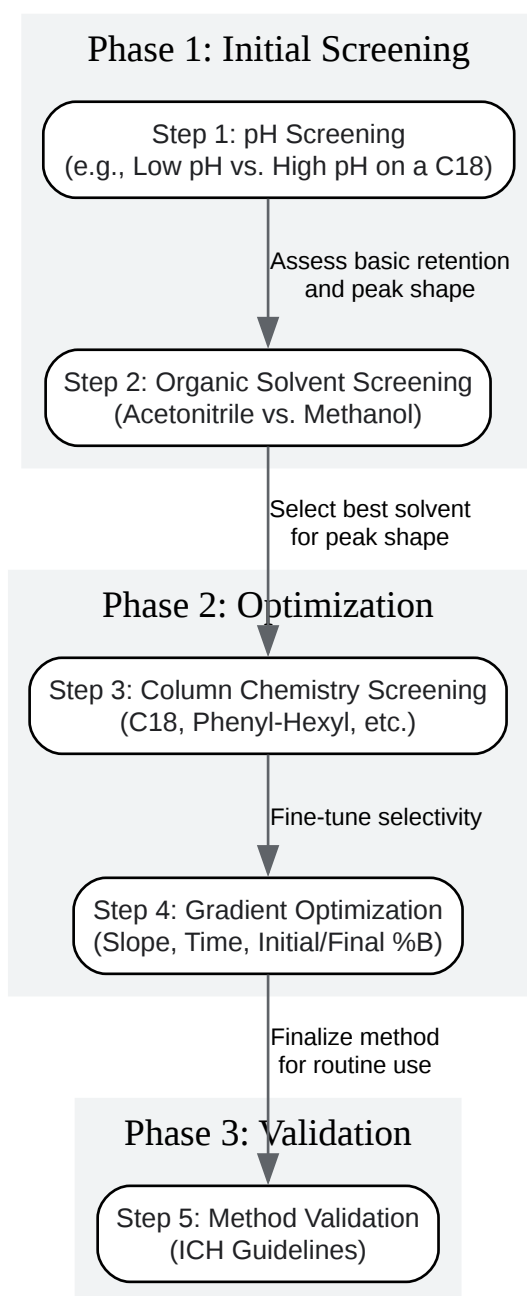 Phase 1: Initial Screening
Step 1: pH Screening
(e.g., Low pH vs. High pH on a C18)
Assess basic retention
and peak shape
Step 2: Organic Solvent Screening
(Acetonitrile vs. Methanol)
Select best solvent
for peak shape
Phase 2: Optimization
Step 3: Column Chemistry Screening
(C18, Phenyl-Hexyl, etc.)
Fine-tune selectivity
Step 4: Gradient Optimization
(Slope, Time, Initial/Final %B)
Finalize method
for routine use
Phase 3: Validation
Step 5: Method Validation
(ICH Guidelines)